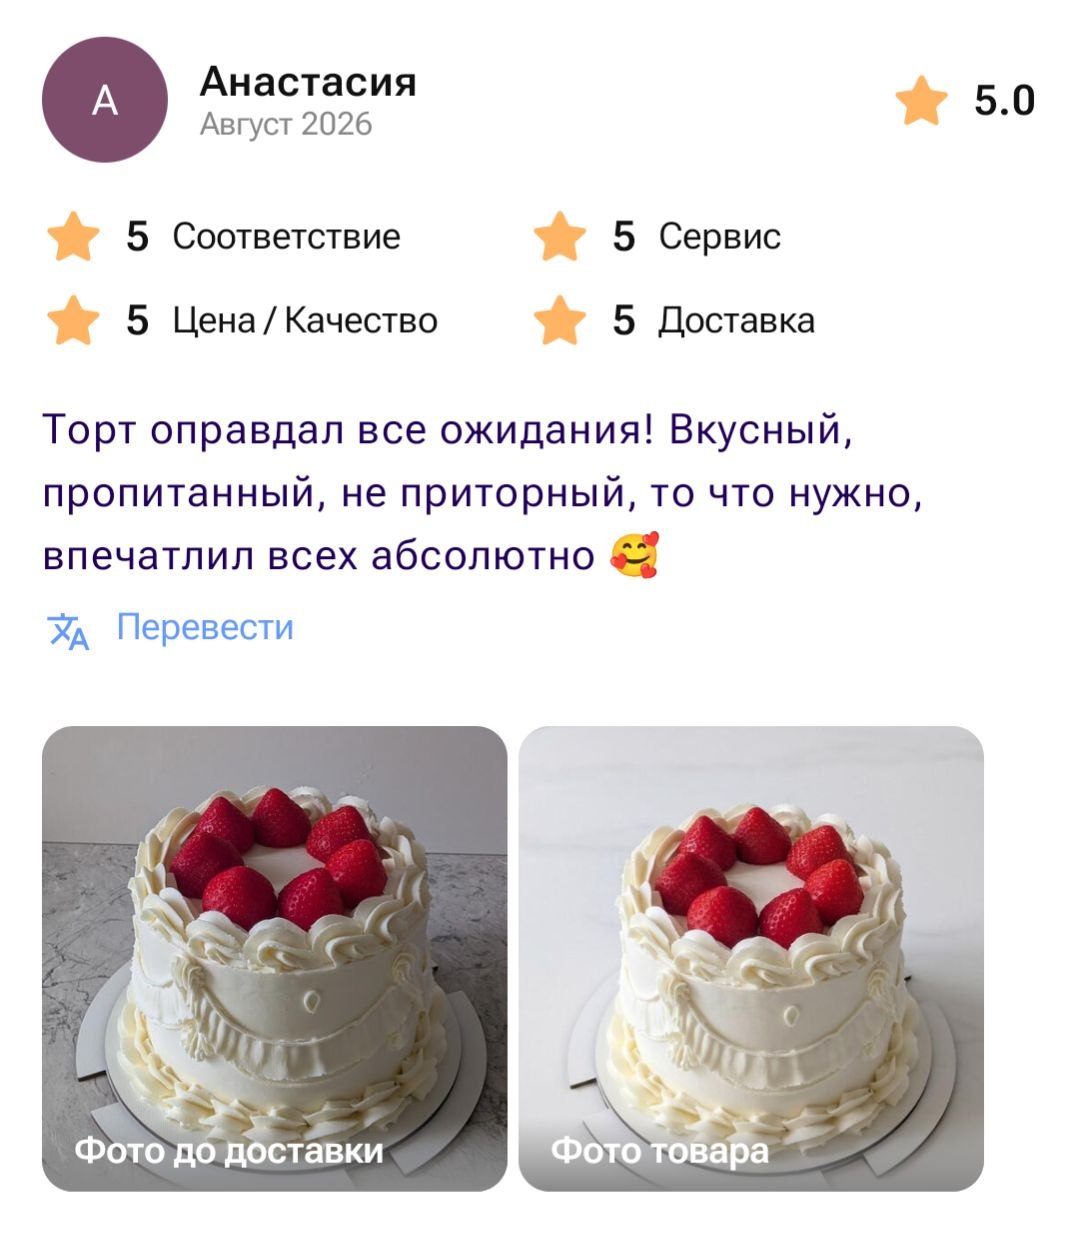 А
Анастасия
Август 2026
5.0
5 Соответствие
5 Сервис
5 Цена / Качество
5 Доставка
Торт оправдал все ожидания! Вкусный,
пропитанный, не приторный, то что нужно,
впечатлил всех абсолютно 🥰
Перевести
Фото до доставки
Фото товара